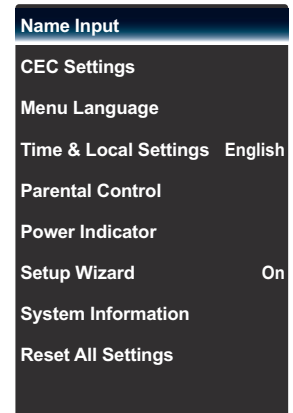 Name Input
CEC Settings
Menu Language
Time & Local Settings English
Parental Control
Power Indicator
Setup Wizard On
System Information
Reset All Settings